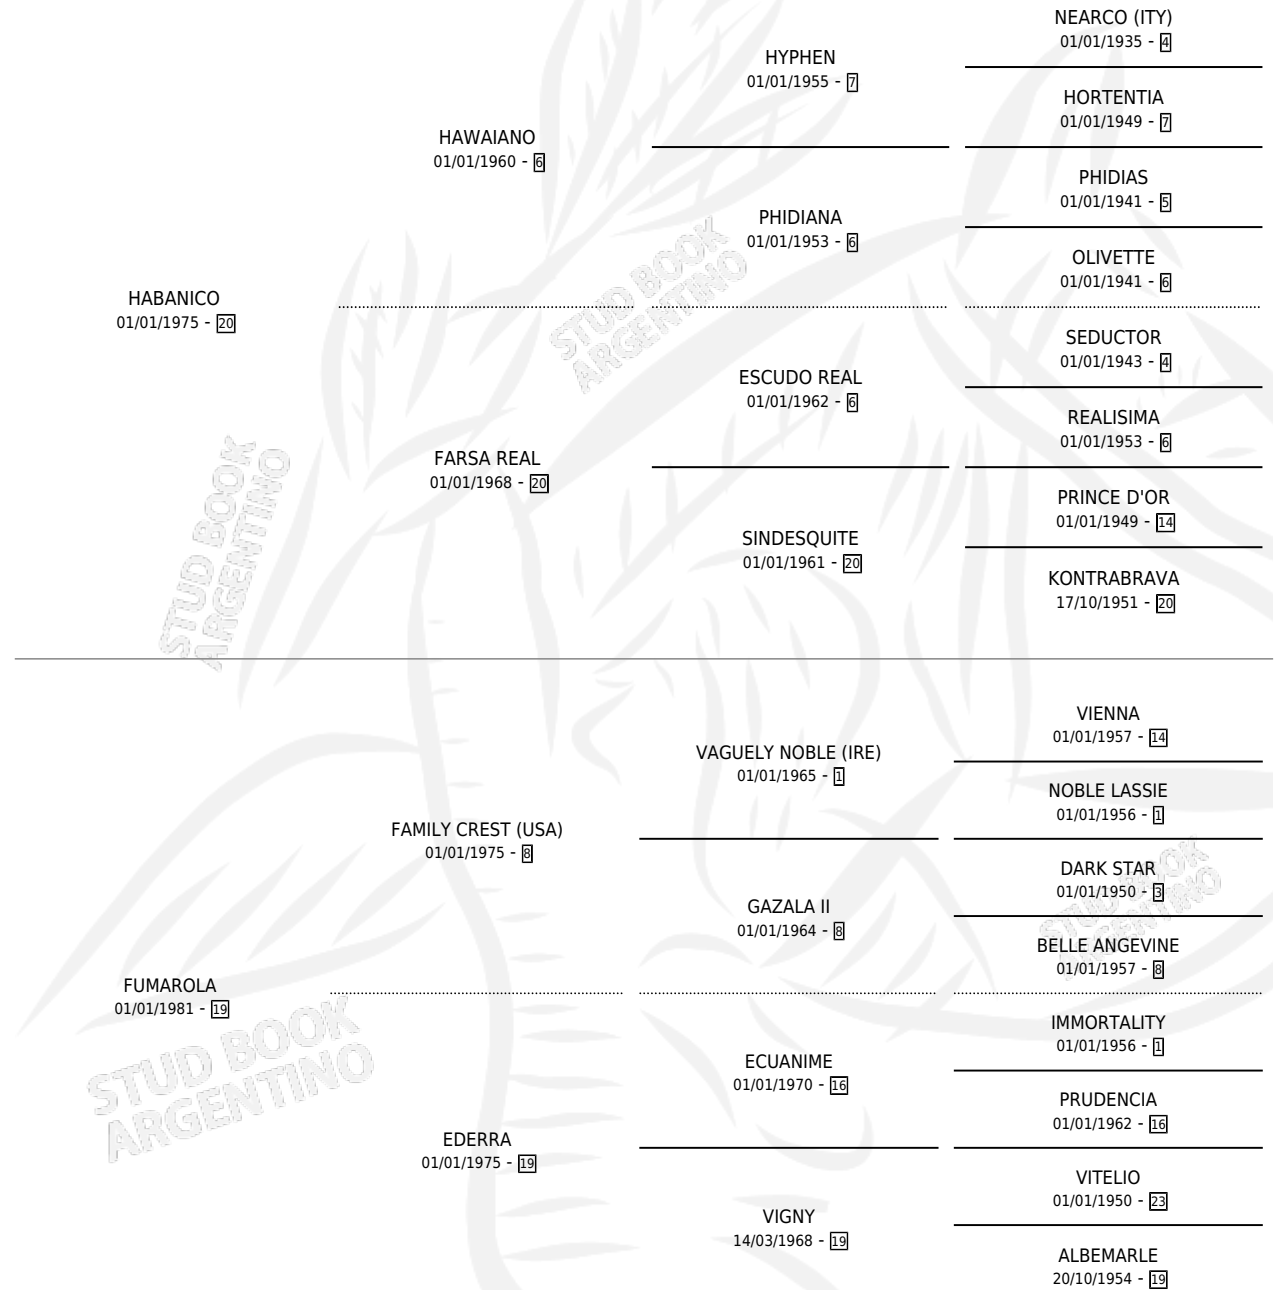 NEARCO (ITY)
01/01/1935 - 4
HYPHEN
01/01/1955 - 7
HORTENTIA
01/01/1949 - 7
HAWAIANO
01/01/1960 - 6
PHIDIAS
01/01/1941 - 5
PHIDIANA
01/01/1953 - 6
OLIVETTE
01/01/1941 - 6
HABANICO
01/01/1975 - 20
SEDUCTOR
01/01/1943 - 4
ESCUDO REAL
01/01/1962 - 6
REALISIMA
01/01/1953 - 6
FARSA REAL
01/01/1968 - 20
PRINCE D'OR
01/01/1949 - 14
SINDESQUITE
01/01/1961 - 20
KONTRABRAVA
17/10/1951 - 20
VIENNA
01/01/1957 - 14
VAGUELY NOBLE (IRE)
01/01/1965 - 1
NOBLE LASSIE
01/01/1956 - 1
FAMILY CREST (USA)
01/01/1975 - 8
DARK STAR
01/01/1950 - 3
GAZALA II
01/01/1964 - 8
BELLE ANGEVINE
01/01/1957 - 8
FUMAROLA
01/01/1981 - 19
IMMORTALITY
01/01/1956 - 1
ECUANIME
01/01/1970 - 16
PRUDENCIA
01/01/1962 - 16
EDERRA
01/01/1975 - 19
VITELIO
01/01/1950 - 23
VIGNY
14/03/1968 - 19
ALBEMARLE
20/10/1954 - 19
STUD BOOK
ARGENTINO
STUD BOOK
ARGENTINO
STUD BOOK
ARGENTINO
STUD BOOK
ARGENTINO